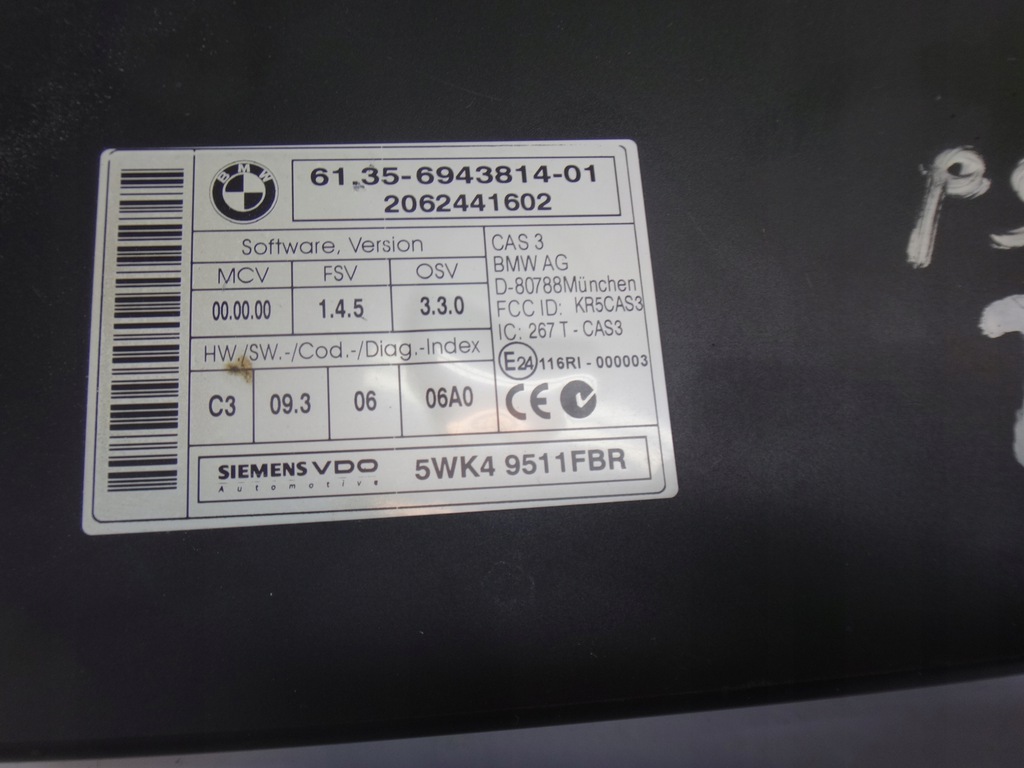 BMW
61.35-6943814-01
2062441602
Software, Version
MCV FSV OSV
00.00.00 1.4.5 3.3.0
HW./SW.-/Cod.-/Diag.-Index
C3 09.3 06 06A0
CAS 3
BMW AG
D-80788München
FCC ID: KR5CAS3
IC: 267 T - CAS3
E24 116RI - 000003
CE
SIEMENS VDO
Automotive
5WK4 9511FBR